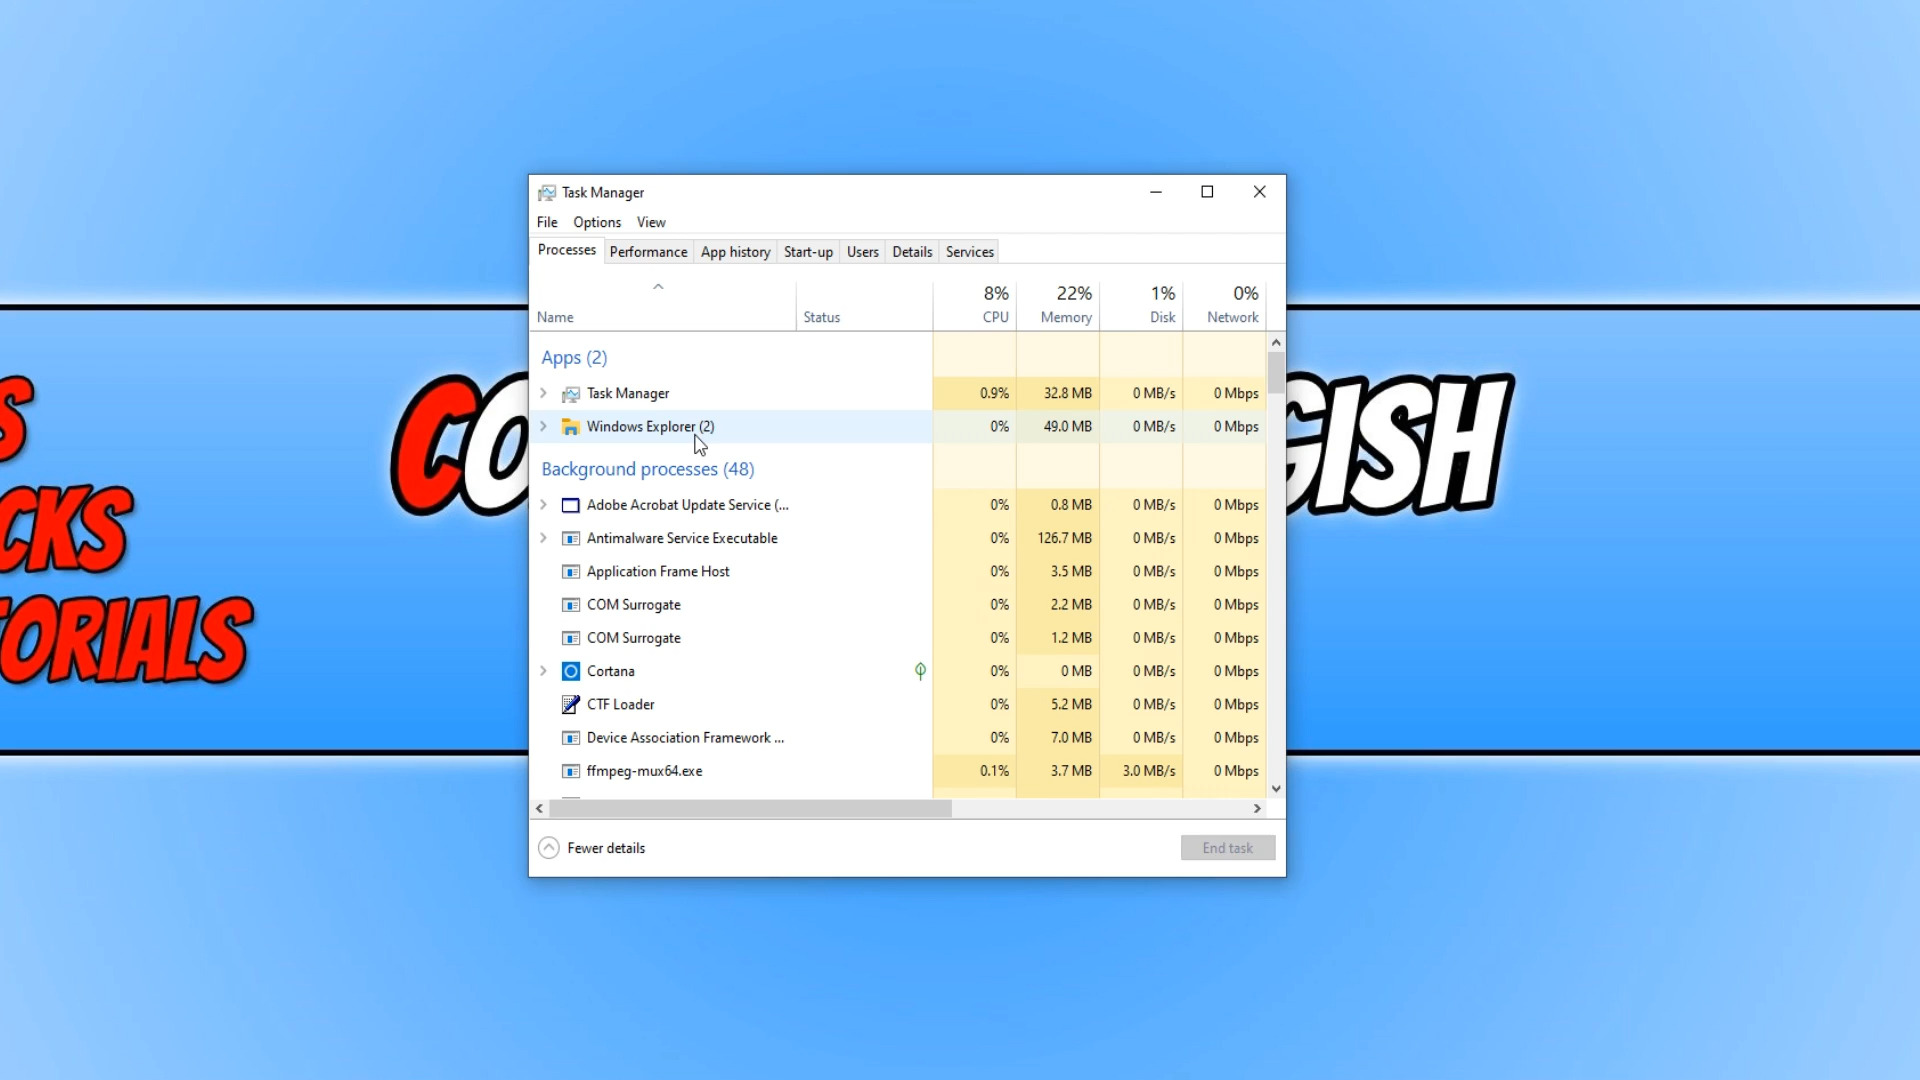 Task Manager
File Options View
Processes Performance App history Start-up Users Details Services
8% 22% 1% 0%
Name Status CPU Memory Disk Network
Apps (2)
Task Manager 0.9% 32.8 MB 0 MB/s 0 Mbps
Windows Explorer (2) 0% 49.0 MB 0 MB/s 0 Mbps
Background processes (48)
Adobe Acrobat Update Service (... 0% 0.8 MB 0 MB/s 0 Mbps
Antimalware Service Executable 0% 126.7 MB 0 MB/s 0 Mbps
Application Frame Host 0% 3.5 MB 0 MB/s 0 Mbps
COM Surrogate 0% 2.2 MB 0 MB/s 0 Mbps
COM Surrogate 0% 1.2 MB 0 MB/s 0 Mbps
Cortana 0% 0 MB 0 MB/s 0 Mbps
CTF Loader 0% 5.2 MB 0 MB/s 0 Mbps
Device Association Framework ... 0% 7.0 MB 0 MB/s 0 Mbps
ffmpeg-mux64.exe 0.1% 3.7 MB 3.0 MB/s 0 Mbps
Fewer details End task